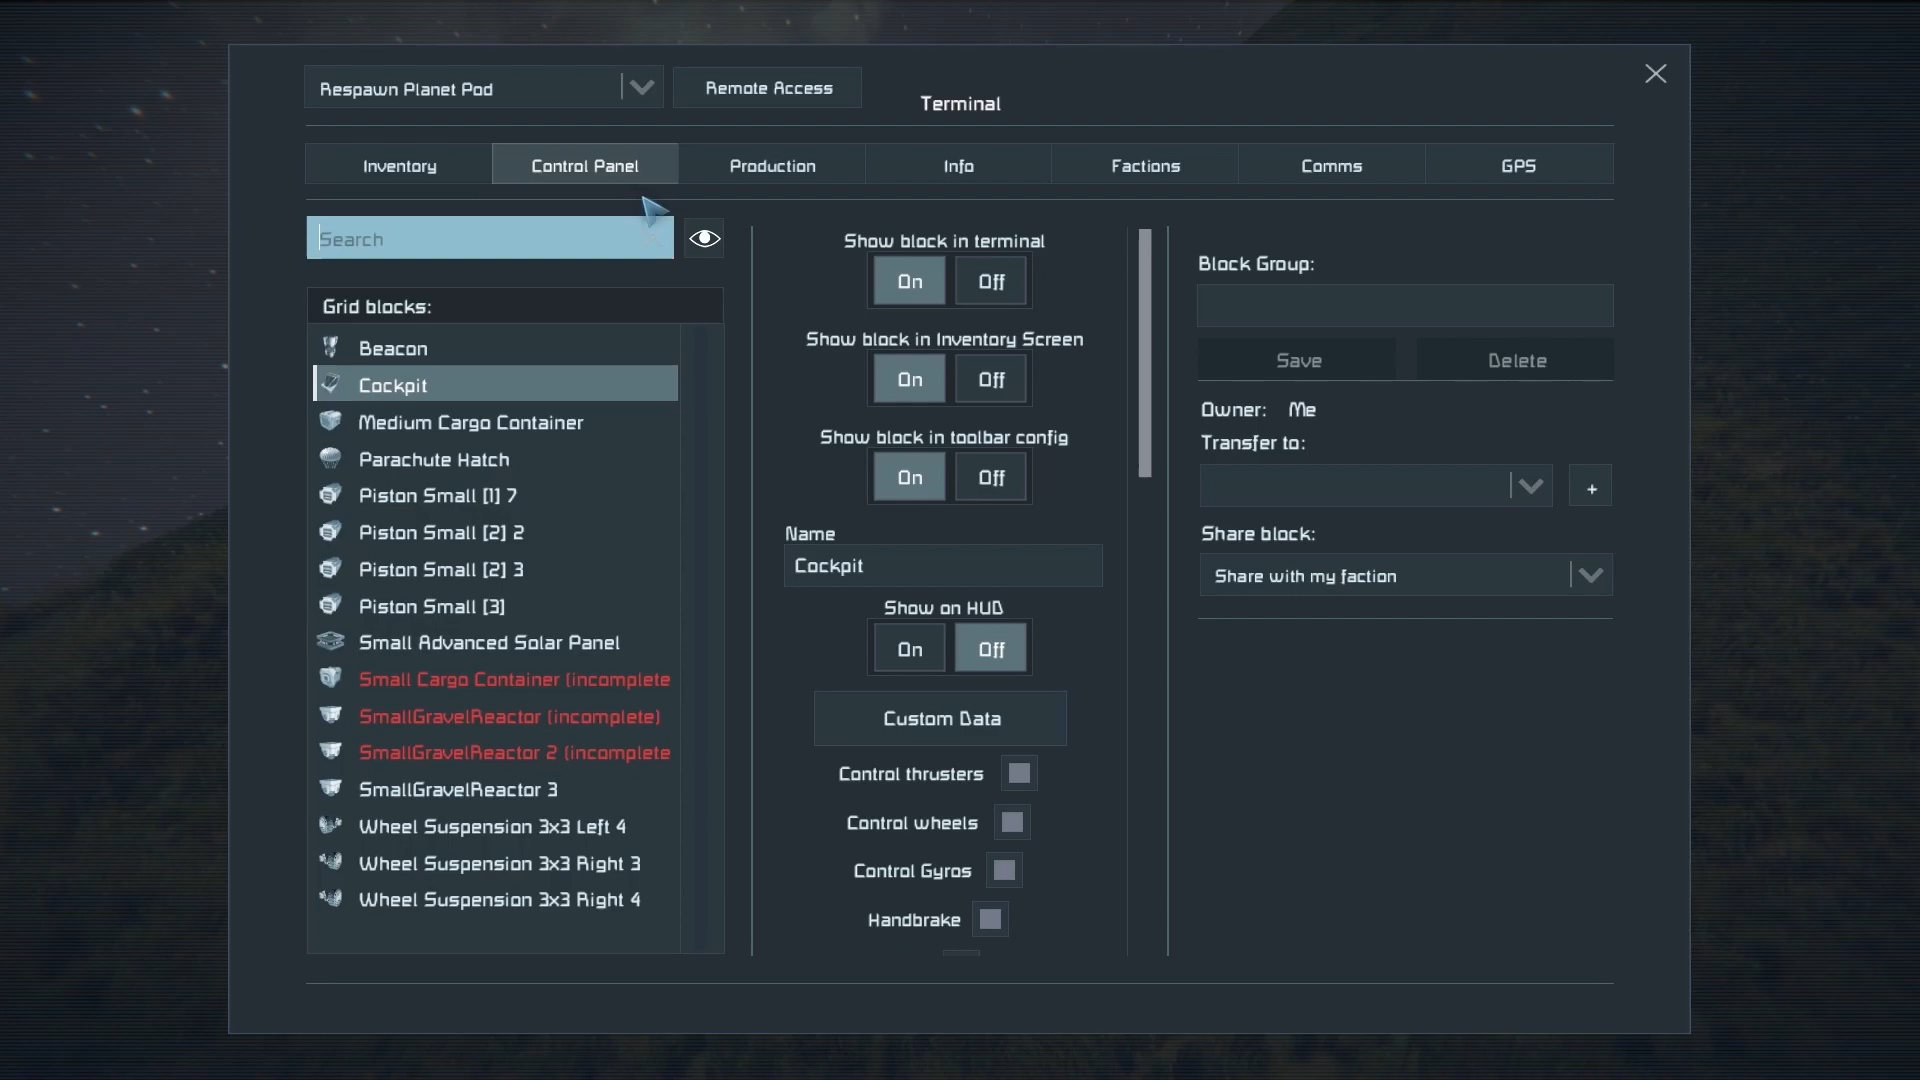 Respawn Planet Pod
Remote Access
Terminal
Inventory
Control Panel
Production
Info
Factions
Comms
GPS
Search
Grid blocks:
Beacon
Cockpit
Medium Cargo Container
Parachute Hatch
Piston Small [1] 7
Piston Small [2] 2
Piston Small [2] 3
Piston Small [3]
Small Advanced Solar Panel
Small Cargo Container (incomplete
SmallGravelReactor (incomplete)
SmallGravelReactor 2 (incomplete
SmallGravelReactor 3
Wheel Suspension 3x3 Left 4
Wheel Suspension 3x3 Right 3
Wheel Suspension 3x3 Right 4
Show block in terminal
On Off
Show block in Inventory Screen
On Off
Show block in toolbar config
On Off
Name
Cockpit
Show on HUD
On Off
Custom Data
Control thrusters
Control wheels
Control Gyros
Handbrake
Block Group:
Save Delete
Owner: Me
Transfer to:
+
Share block:
Share with my faction